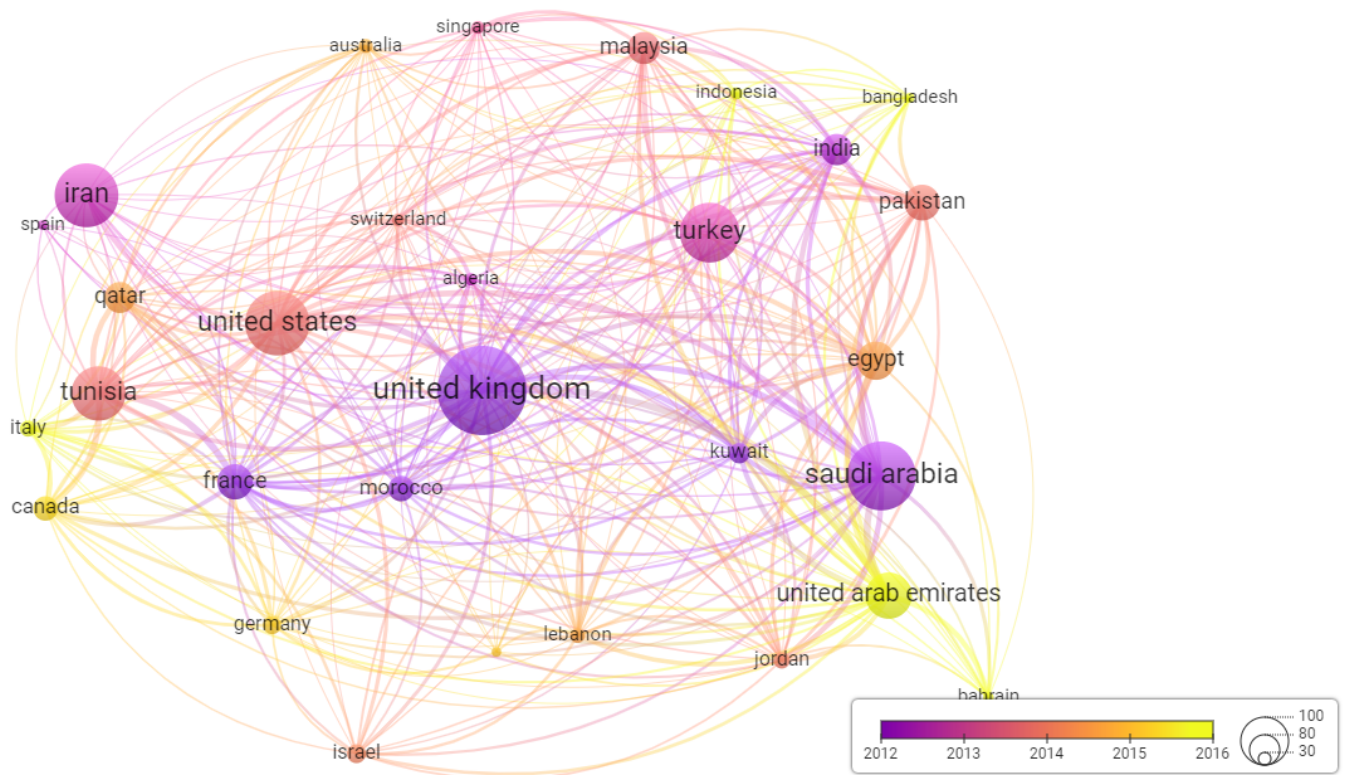 singapore
australia
malaysia
indonesia
bangladesh
india
iran
pakistan
spain
switzerland
turkey
algeria
qatar
united states
egypt
united kingdom
tunisia
italy
kuwait
saudi arabia
france
morocco
canada
united arab emirates
germany
lebanon
jordan
bahrain
israel
100
80
30
2012 2013 2014 2015 2016